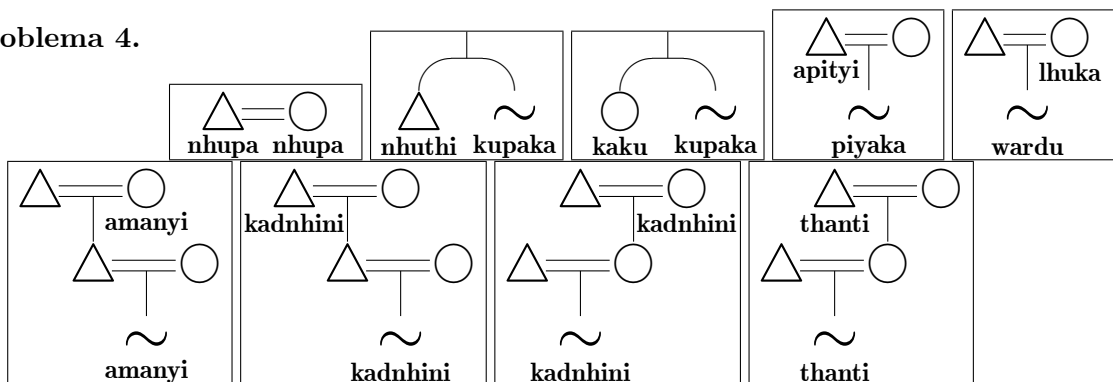 oblema 4.
apityi
lhuka
nhupa nhupa
nhuthi kupaka
kaku kupaka
piyaka
wardu
amanyi
kadnhini
kadnhini
thanti
amanyi
kadnhini
kadnhini
thanti